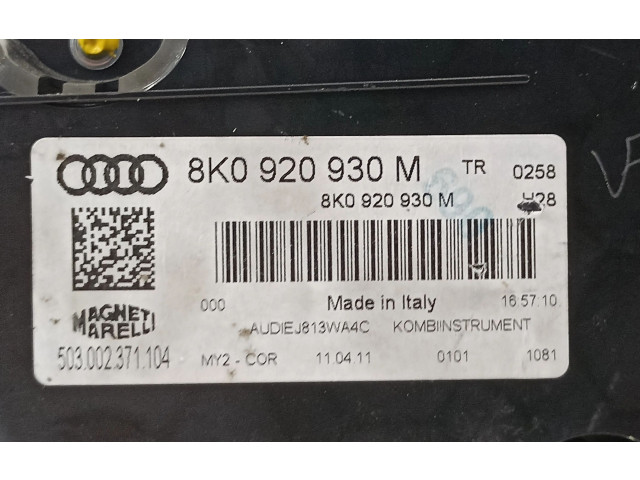 8K0 920 930 M TR 0258
8K0 920 930 M
000 Made in Italy 16:57:10
MAGNETI
MARELLI
AUDIEJ813WA4C KOMBIINSTRUMENT
503.002.371.104
MY2 - COR 11.04.11 0101 1081